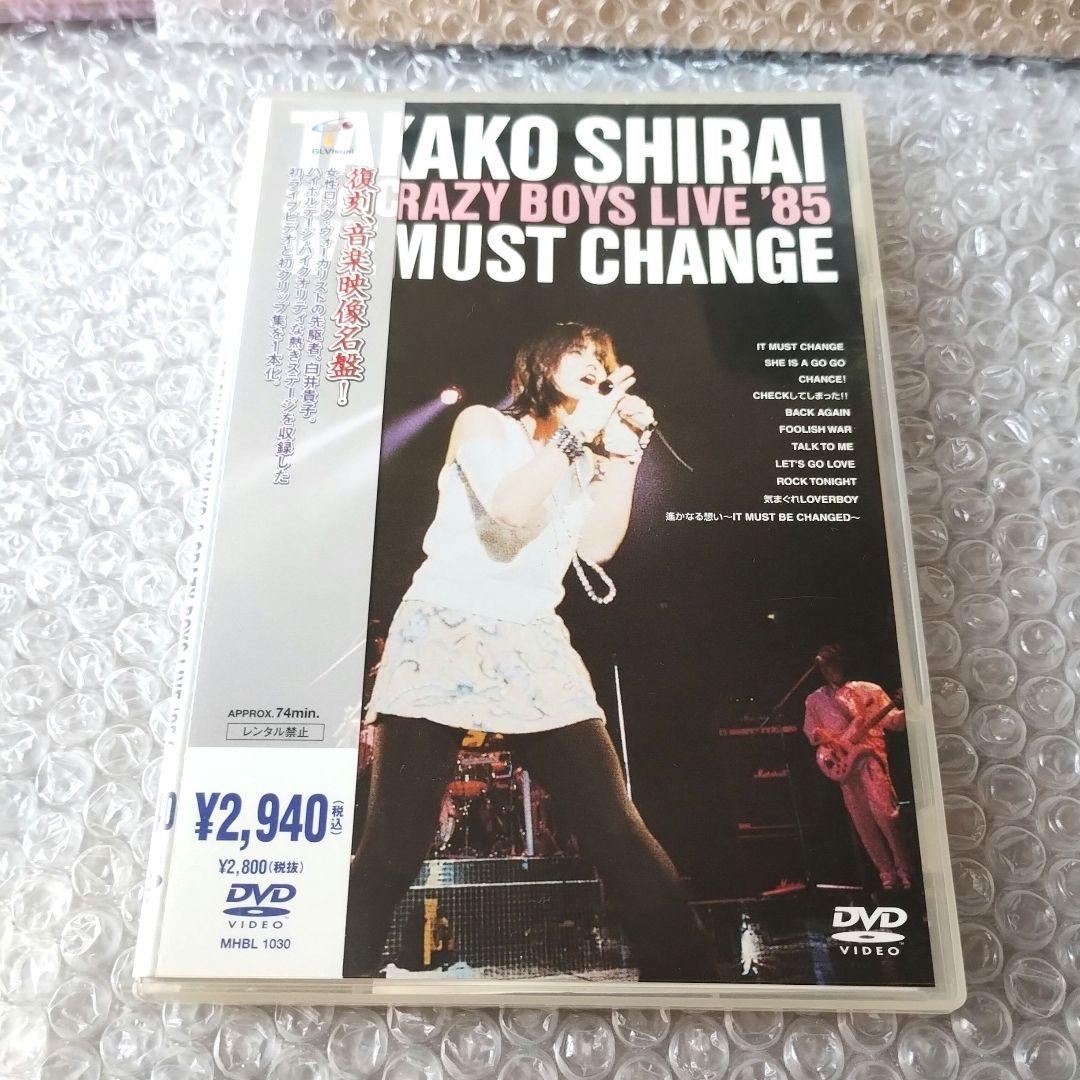 TAKAKO SHIRAI
CRAZY BOYS LIVE '85
MUST CHANGE
GLVisual
復刻、音楽映像名盤!
女性ロック・ヴォーカリストの先駆者、白井貴子。
ハイボルテージ・ハイクオリティな熱きステージを収録した
初ライブビデオと初クリップ集を1本化。
IT MUST CHANGE
SHE IS A GO GO
CHANCE!
CHECKしてしまった!!
BACK AGAIN
FOOLISH WAR
TALK TO ME
LET'S GO LOVE
ROCK TONIGHT
気まぐれLOVERBOY
遙かなる想い〜IT MUST BE CHANGED〜
APPROX. 74min.
レンタル禁止
¥2,940(税込)
¥2,800(税抜)
DVD
VIDEO
MHBL 1030
Marshall
DVD
VIDEO